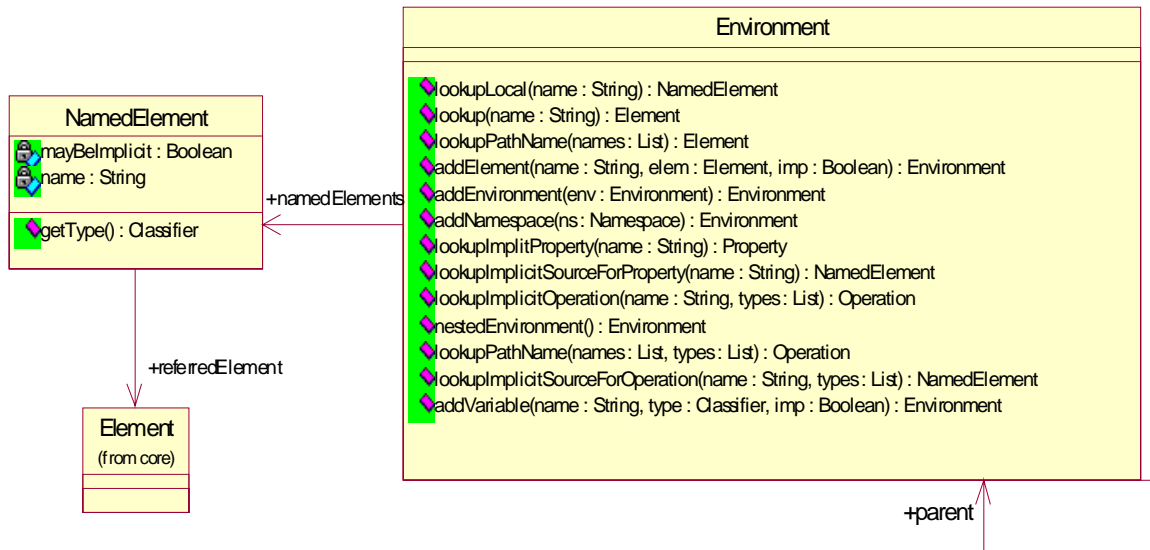 Environment
lookupLocal(name : String) : NamedElement
lookup(name : String) : Element
lookupPathName(names : List) : Element
addElement(name : String, elem : Element, imp : Boolean) : Environment
addEnvironment(env : Environment) : Environment
addNamespace(ns : Namespace) : Environment
lookupImplitProperty(name : String) : Property
lookupImplicitSourceForProperty(name : String) : NamedElement
lookupImplicitOperation(name : String, types : List) : Operation
nestedEnvironment() : Environment
lookupPathName(names : List, types : List) : Operation
lookupImplicitSourceForOperation(name : String, types : List) : NamedElement
addVariable(name : String, type : Classifier, imp : Boolean) : Environment
NamedElement
mayBeImplicit : Boolean
name : String
getType() : Classifier
+namedElements
+referredElement
Element
(from core)
+parent